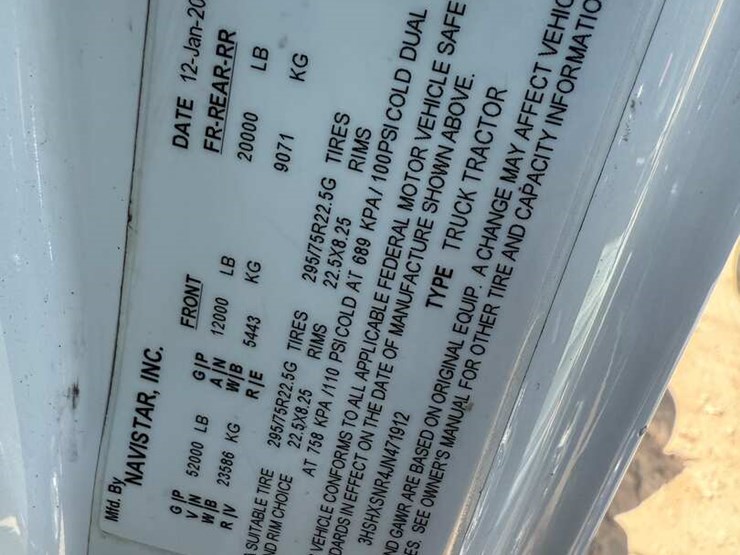 Mfd. By NAVISTAR, INC. DATE 12-Jan-20
G|P V|N W|B R|V 52000 LB 23586 KG
G|P A|N W|B R|E
FRONT 12000 LB 5443 KG
FR-REAR-RR 20000 LB 9071 KG
SUITABLE TIRE 295/75R22.5G TIRES 295/75R22.5G TIRES
ND RIM CHOICE 22.5X8.25 RIMS 22.5X8.25 RIMS
AT 758 KPA /110 PSI COLD AT 689 KPA / 100PSI COLD DUAL
VEHICLE CONFORMS TO ALL APPLICABLE FEDERAL MOTOR VEHICLE SAFE
DARDS IN EFFECT ON THE DATE OF MANUFACTURE SHOWN ABOVE.
3HSHXSNRAJN471912 TYPE TRUCK TRACTOR
ND GAWR ARE BASED ON ORIGINAL EQUIP. A CHANGE MAY AFFECT VEHIC
ES. SEE OWNER'S MANUAL FOR OTHER TIRE AND CAPACITY INFORMATIO